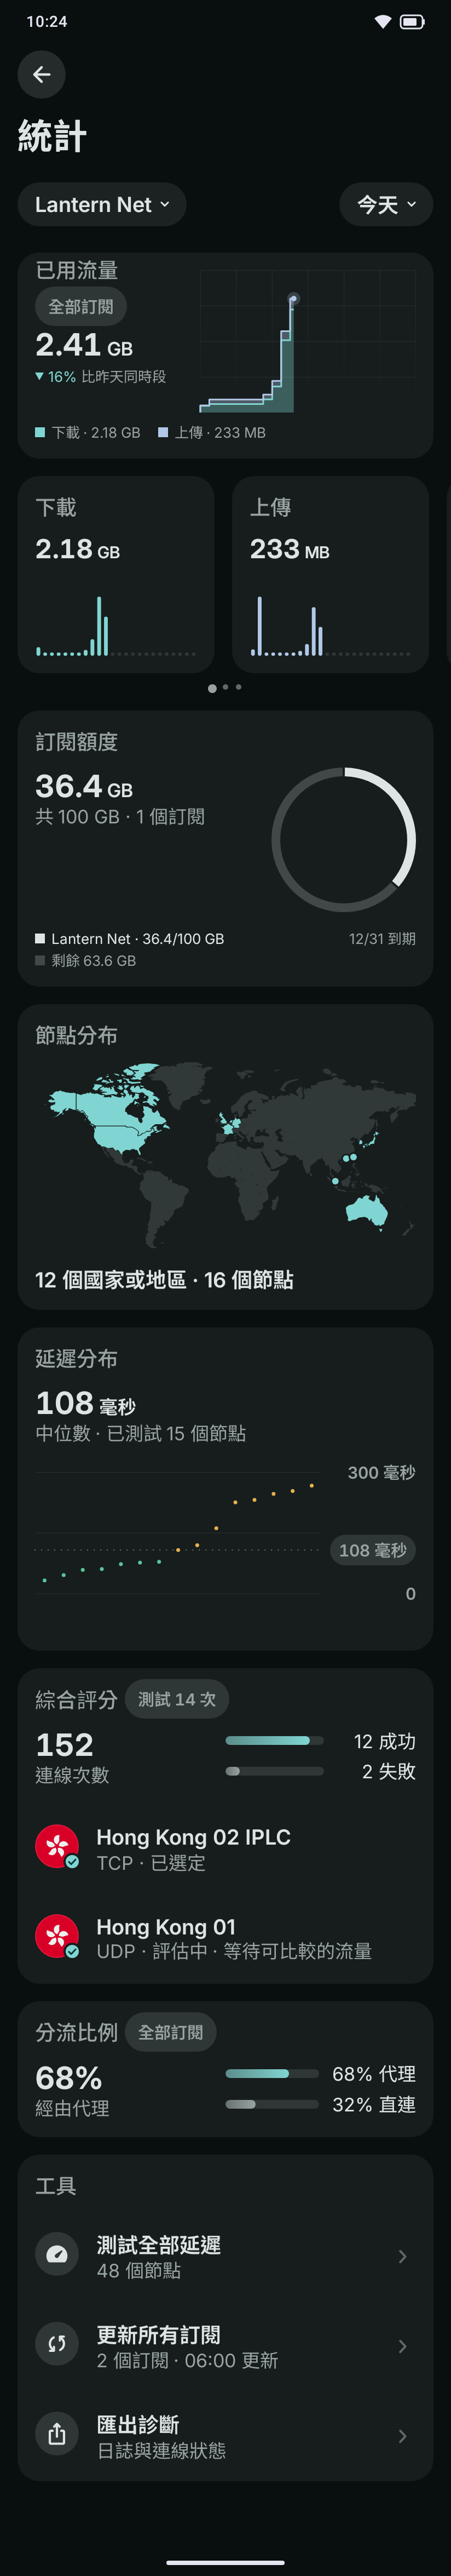 10:24
統計
Lantern Net
今天
已用流量
全部訂閱
2.41 GB
▼ 16% 比昨天同時段
下載 · 2.18 GB
上傳 · 233 MB
下載
2.18 GB
上傳
233 MB
訂閱額度
36.4 GB
共 100 GB · 1 個訂閱
Lantern Net · 36.4/100 GB
12/31 到期
剩餘 63.6 GB
節點分布
12 個國家或地區 · 16 個節點
延遲分布
108 毫秒
中位數 · 已測試 15 個節點
300 毫秒
108 毫秒
0
綜合評分
測試 14 次
152
連線次數
12 成功
2 失敗
Hong Kong 02 IPLC
TCP · 已選定
Hong Kong 01
UDP · 評估中 · 等待可比較的流量
分流比例
全部訂閱
68%
經由代理
68% 代理
32% 直連
工具
測試全部延遲
48 個節點
更新所有訂閱
2 個訂閱 · 06:00 更新
匯出診斷
日誌與連線狀態